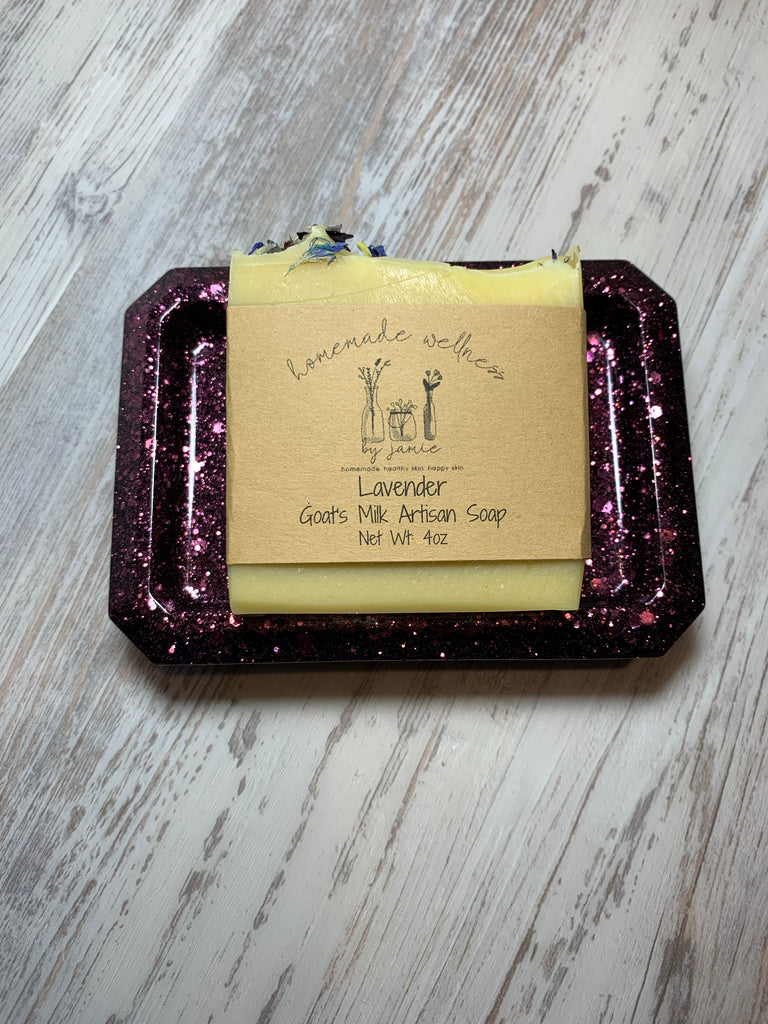 homemade wellness
by Jamie
homemade. healthy skin. happy skin.
Lavender
Goat's Milk Artisan Soap
Net Wt: 4oz